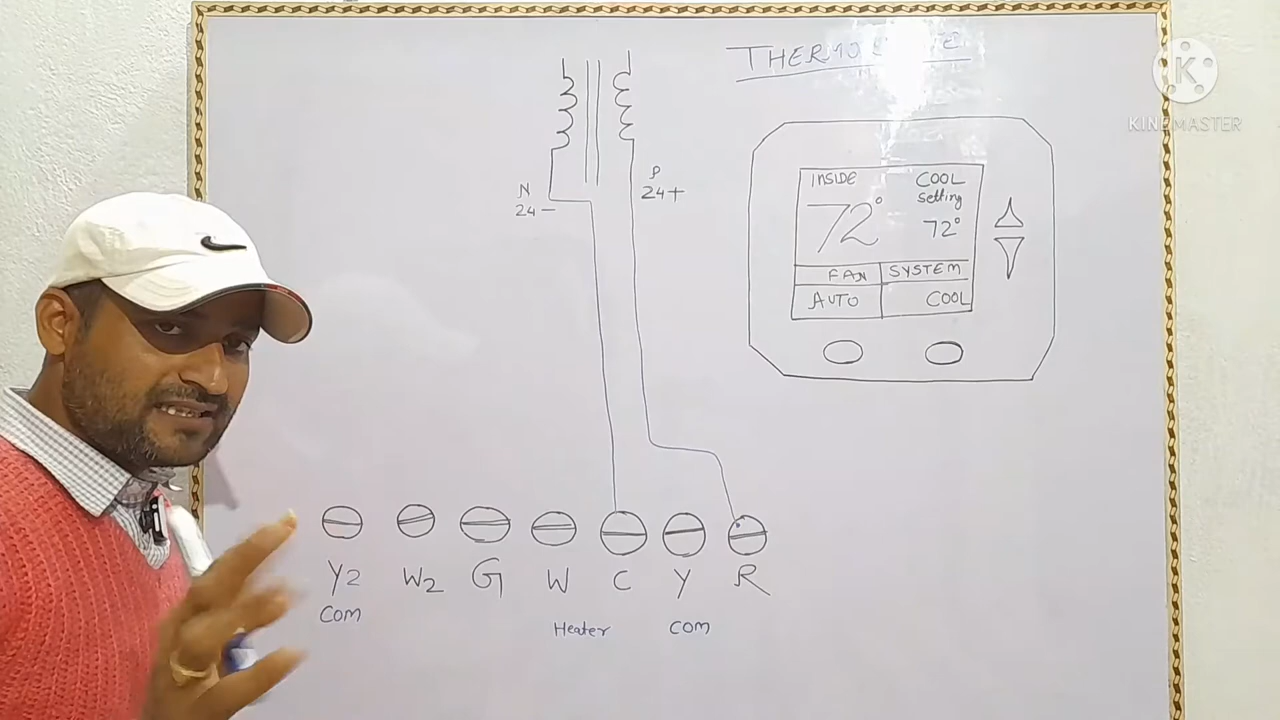 KINEMASTER
N
24-
P
24+
INSIDE
72°
COOL
Setting
72°
FAN
SYSTEM
AUTO
COOL
Y2
W2
G
W
C
Y
R
Com
Heater
COM